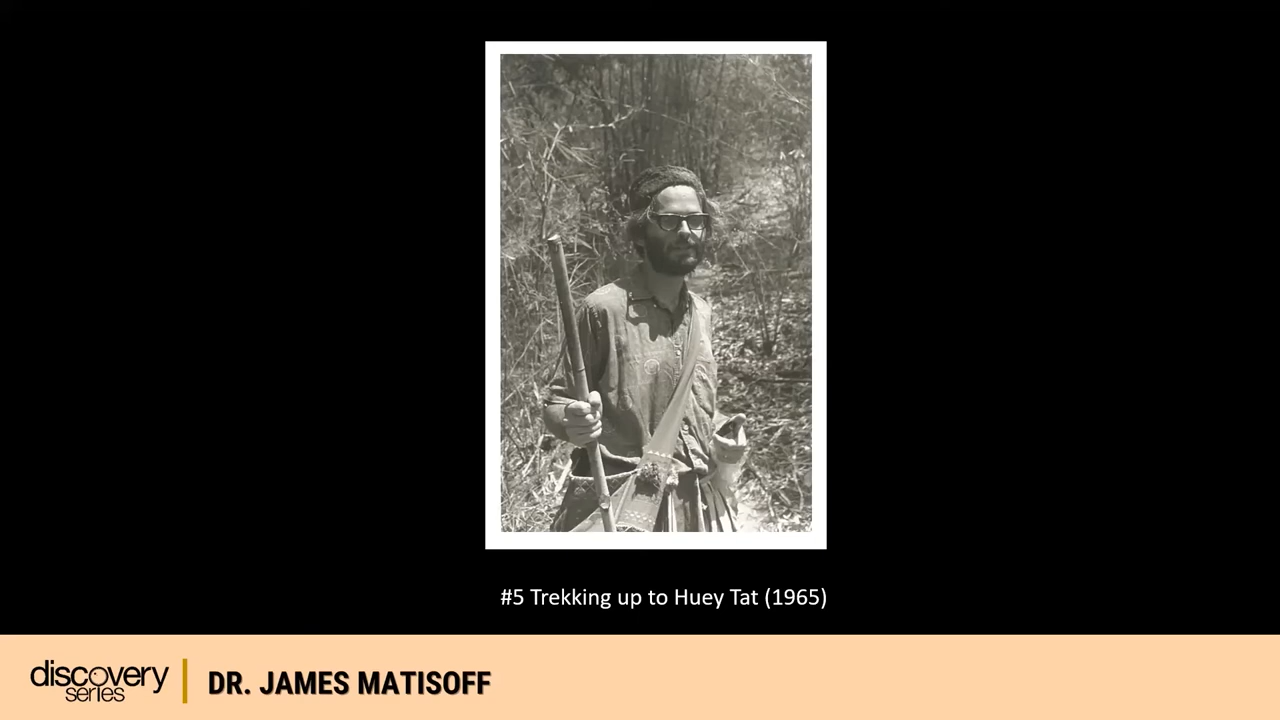 #5 Trekking up to Huey Tat (1965)
discovery
series
DR. JAMES MATISOFF